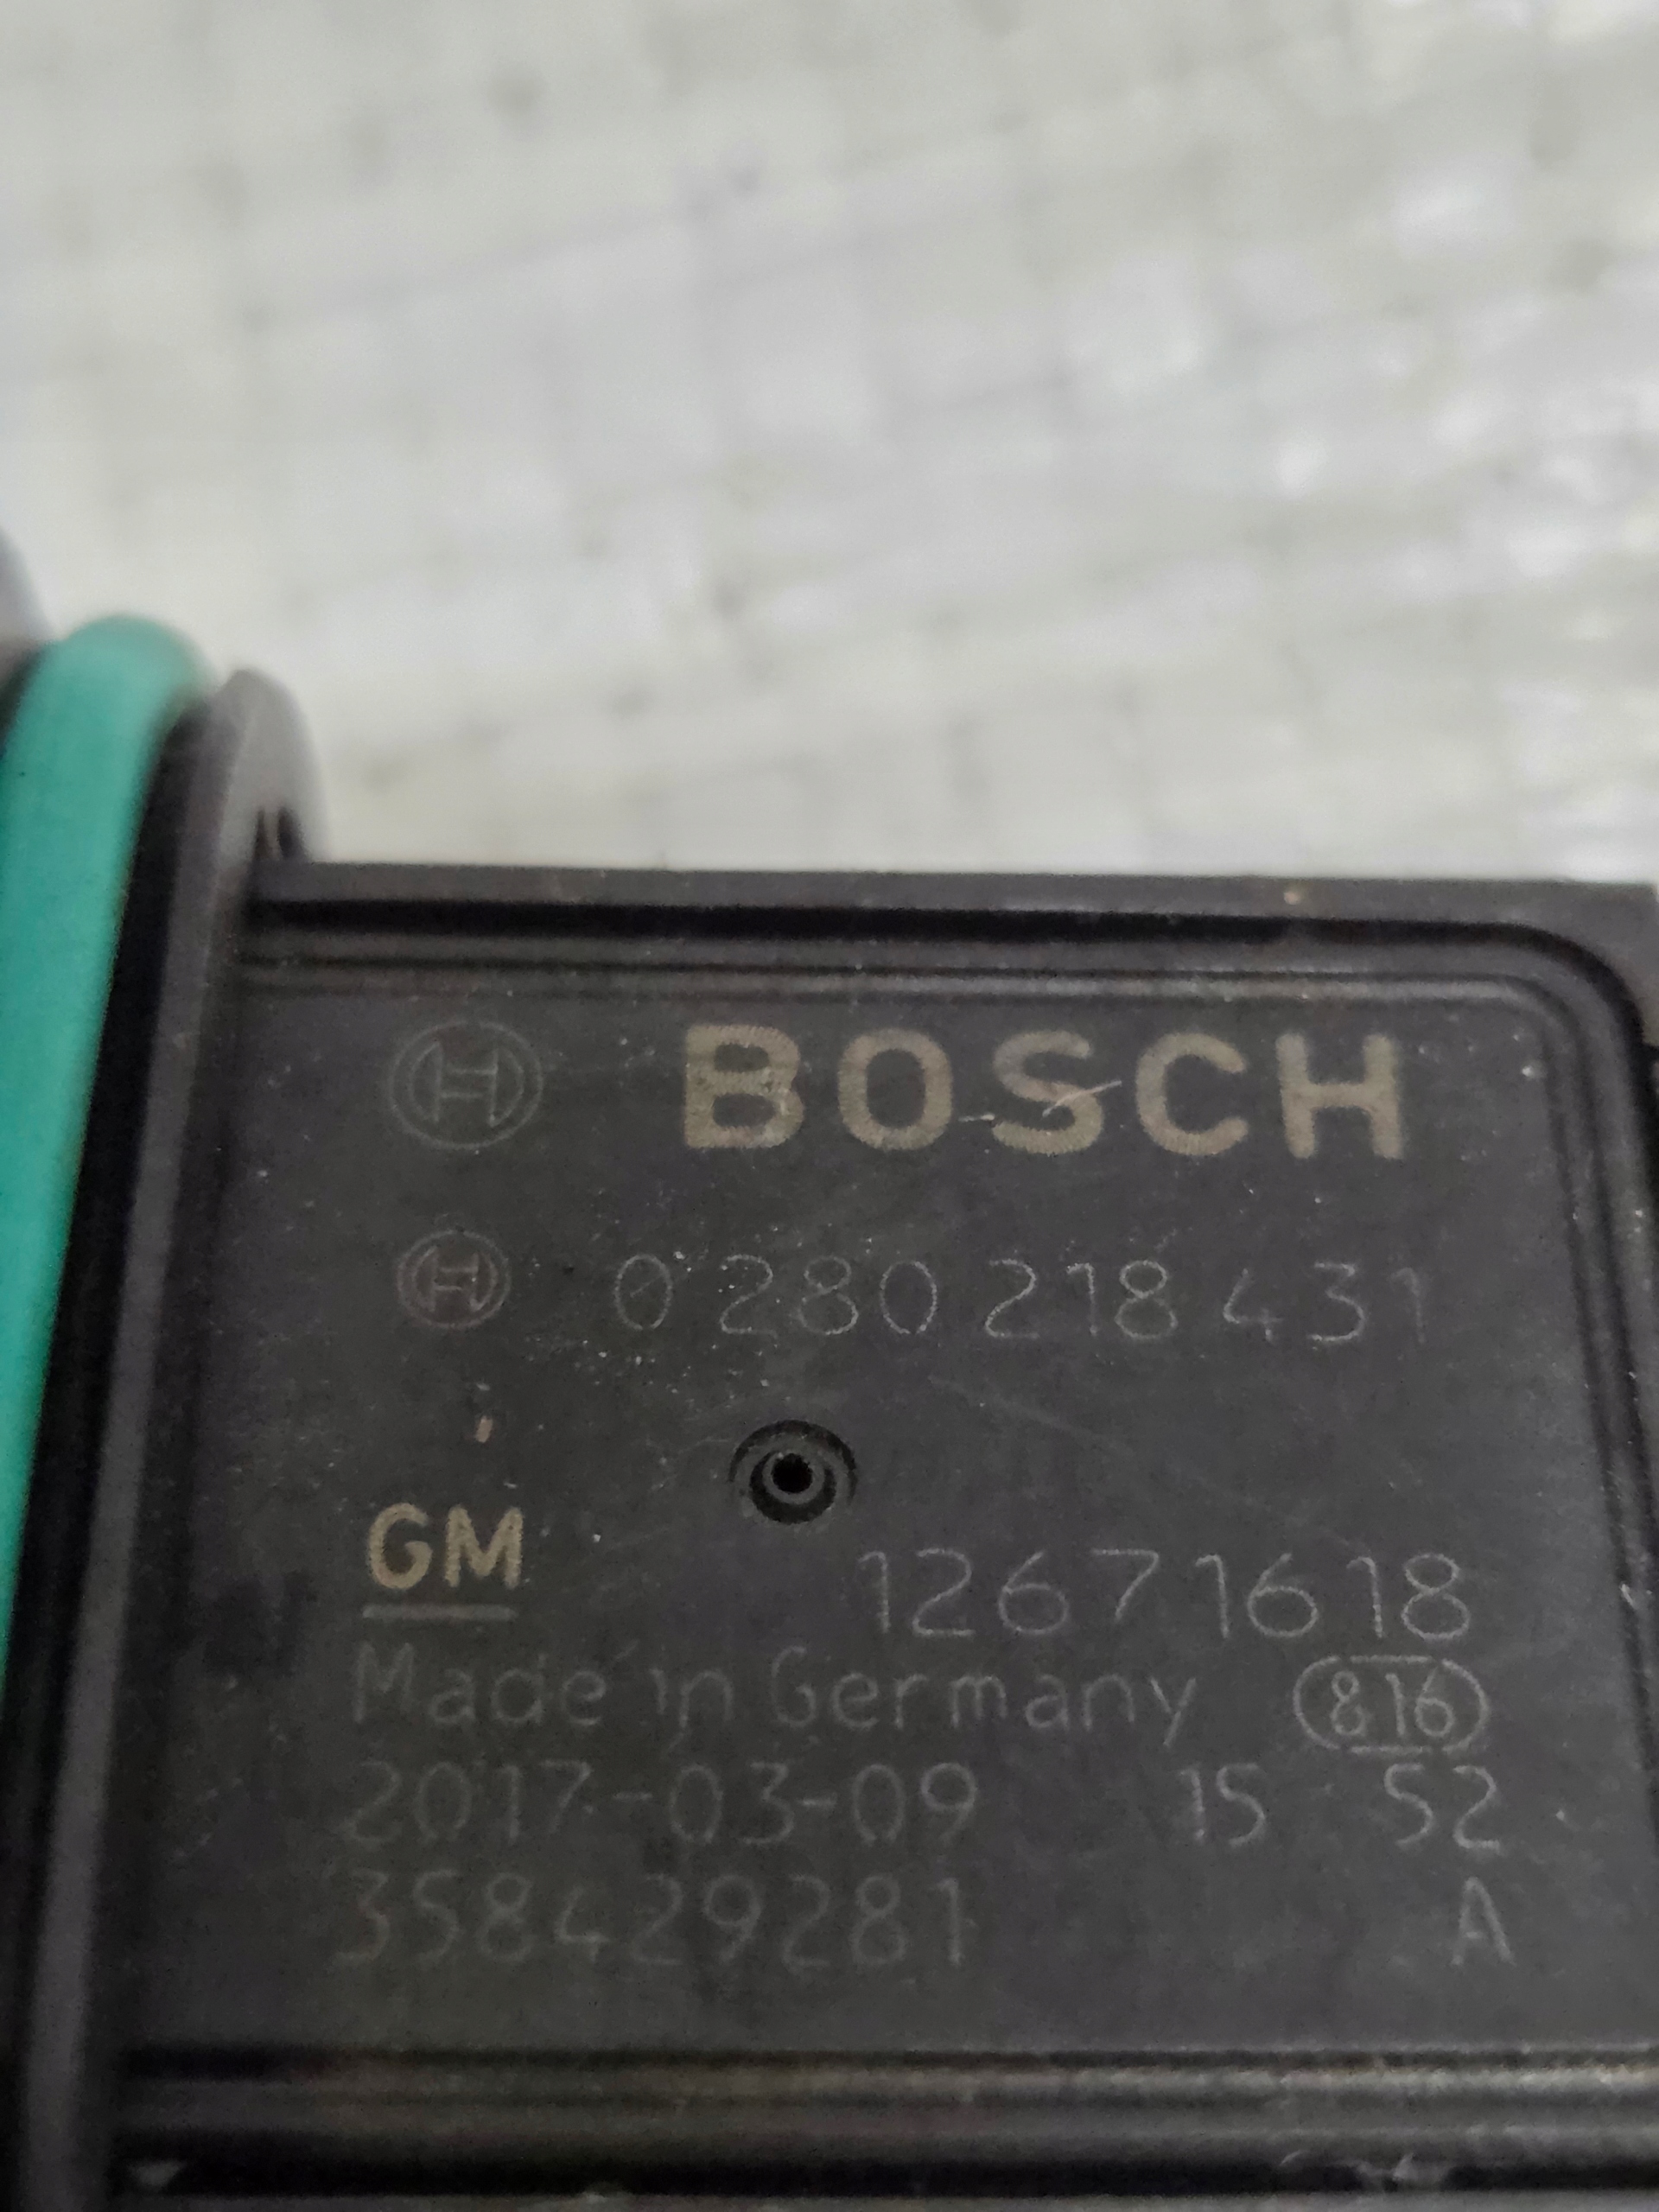 BOSCH
0 280 218 431
GM 12671618
Made in Germany 816
2017-03-09 15 52
358429281 A